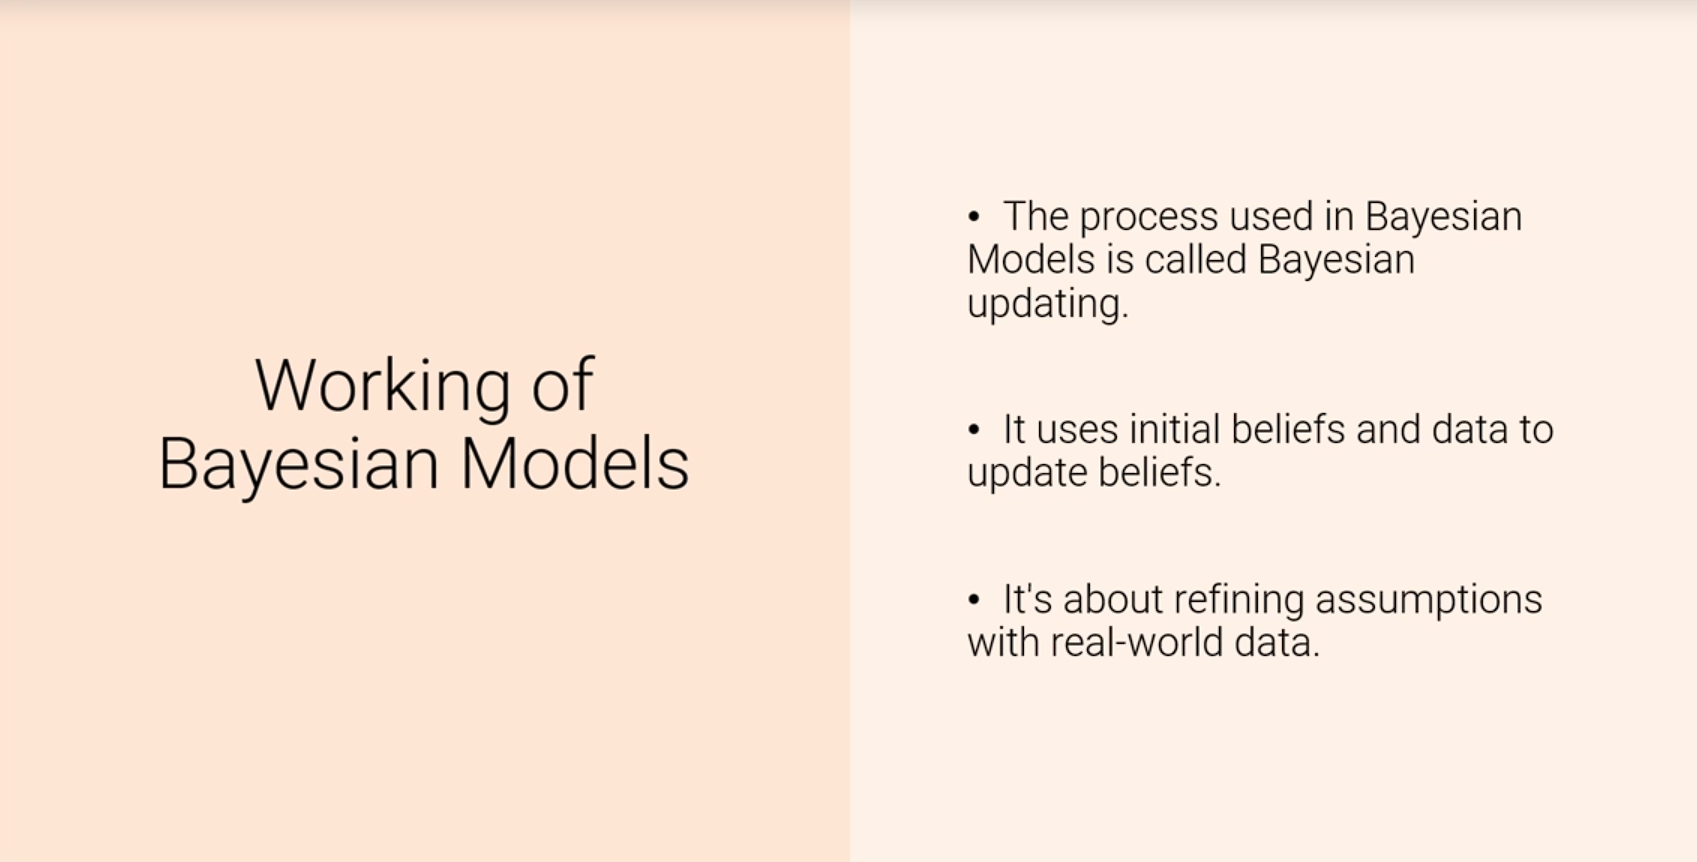 Working of
Bayesian Models
• The process used in Bayesian
Models is called Bayesian
updating.
• It uses initial beliefs and data to
update beliefs.
• It's about refining assumptions
with real-world data.